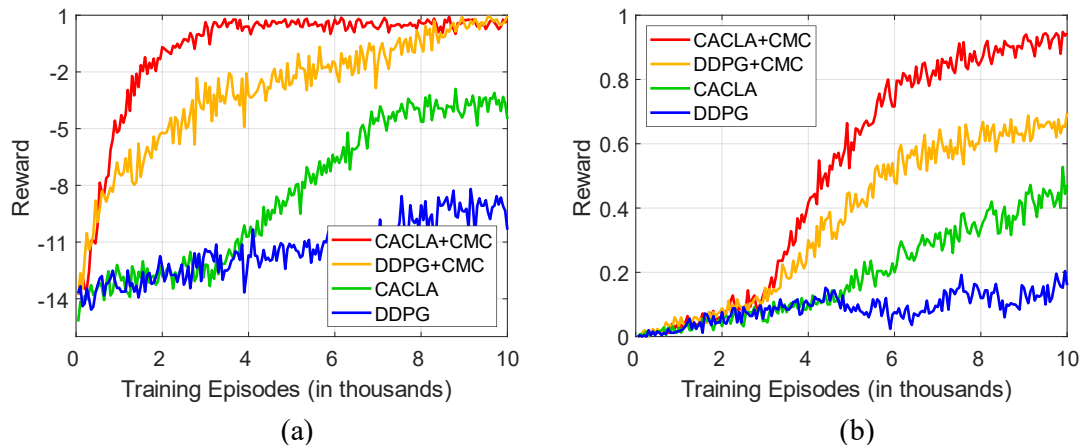 1
-2
-5
-8
-11
-14
Reward
CACLA+CMC
DDPG+CMC
CACLA
DDPG
0 2 4 6 8 10
Training Episodes (in thousands)
(a)
1
0.8
0.6
0.4
0.2
0
Reward
CACLA+CMC
DDPG+CMC
CACLA
DDPG
0 2 4 6 8 10
Training Episodes (in thousands)
(b)